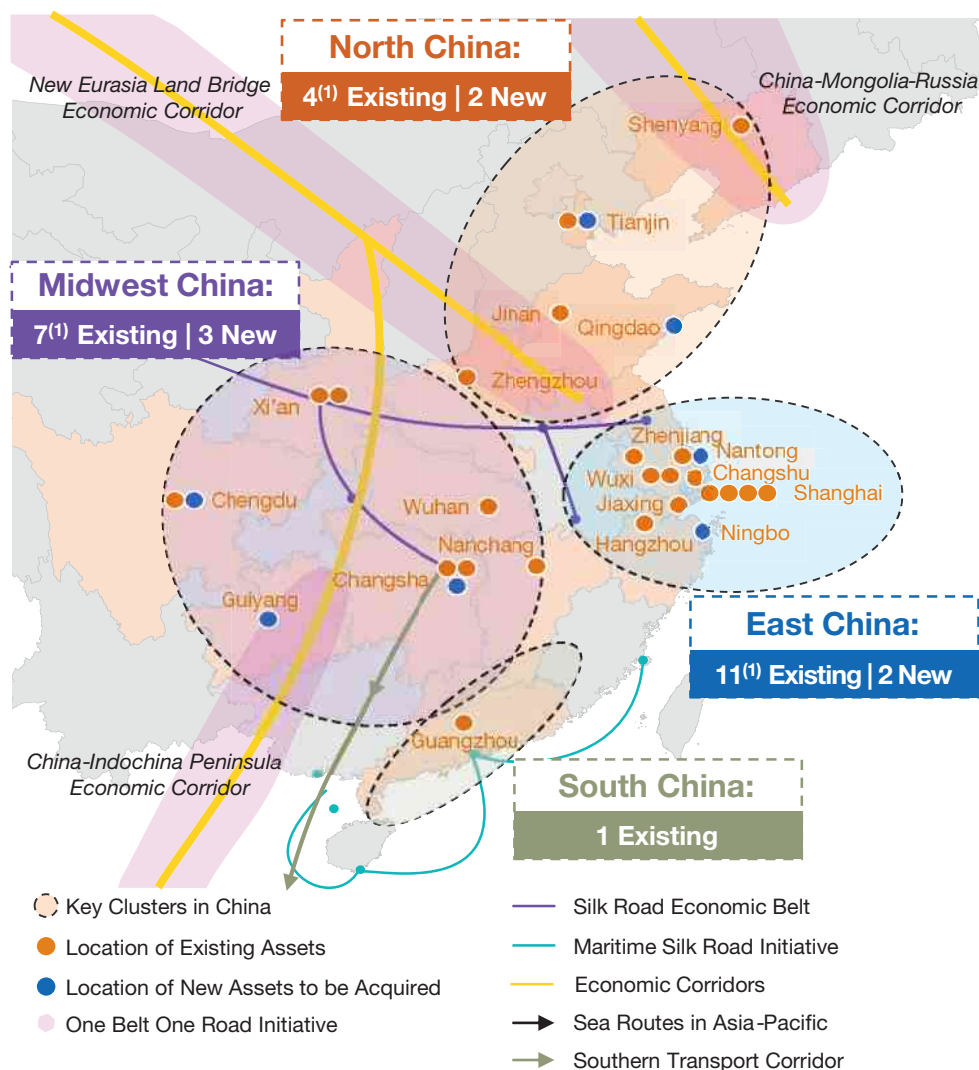 North China:
4(1) Existing | 2 New
New Eurasia Land Bridge
Economic Corridor
China-Mongolia-Russia
Economic Corridor
Shenyang
Tianjin
Midwest China:
7(1) Existing | 3 New
Jinan
Qingdao
Zhengzhou
Xi'an
Zhenjiang
Nantong
Wuxi
Changshu
Chengdu
Shanghai
Wuhan
Jiaxing
Hangzhou
Ningbo
Nanchang
Changsha
Guiyang
East China:
11(1) Existing | 2 New
Guangzhou
China-Indochina Peninsula
Economic Corridor
South China:
1 Existing
Key Clusters in China
Location of Existing Assets
Location of New Assets to be Acquired
One Belt One Road Initiative
Silk Road Economic Belt
Maritime Silk Road Initiative
Economic Corridors
Sea Routes in Asia-Pacific
Southern Transport Corridor